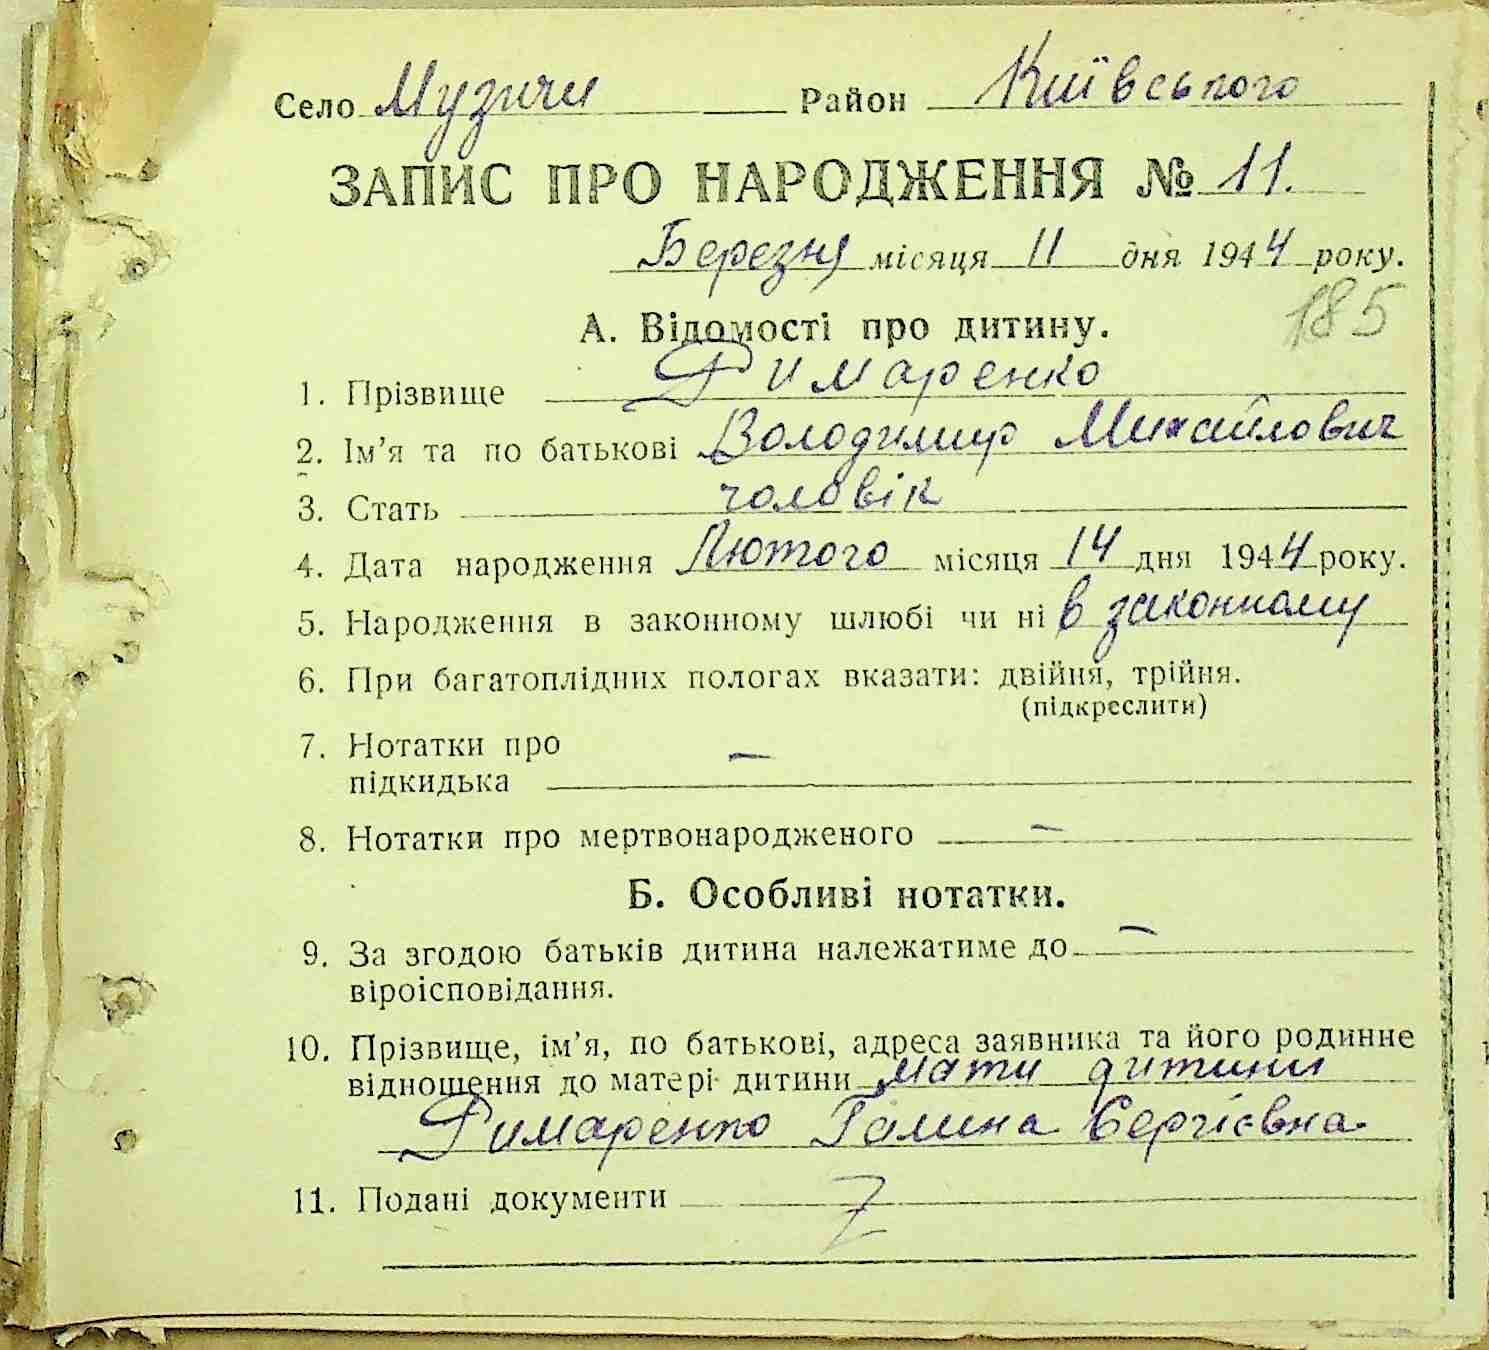 Село Музичи Район Київського
ЗАПИС ПРО НАРОДЖЕННЯ № 11.
Березня місяця 11 дня 1944 року.
185
А. Відомості про дитину.
1. Прізвище Римаренко
2. Ім’я та по батькові Володимир Михайлович
3. Стать чоловік
4. Дата народження Лютого місяця 14 дня 1944 року.
5. Народження в законному шлюбі чи ні в законному
6. При багатоплідних пологах вказати: двійня, трійня.
(підкреслити)
7. Нотатки про
підкидька —
8. Нотатки про мертвонародженого —
Б. Особливі нотатки.
9. За згодою батьків дитина належатиме до —
віроісповідання.
10. Прізвище, ім’я, по батькові, адреса заявника та його родинне
відношення до матері дитини мати дитини
Римаренко Галина Сергієвна
11. Подані документи